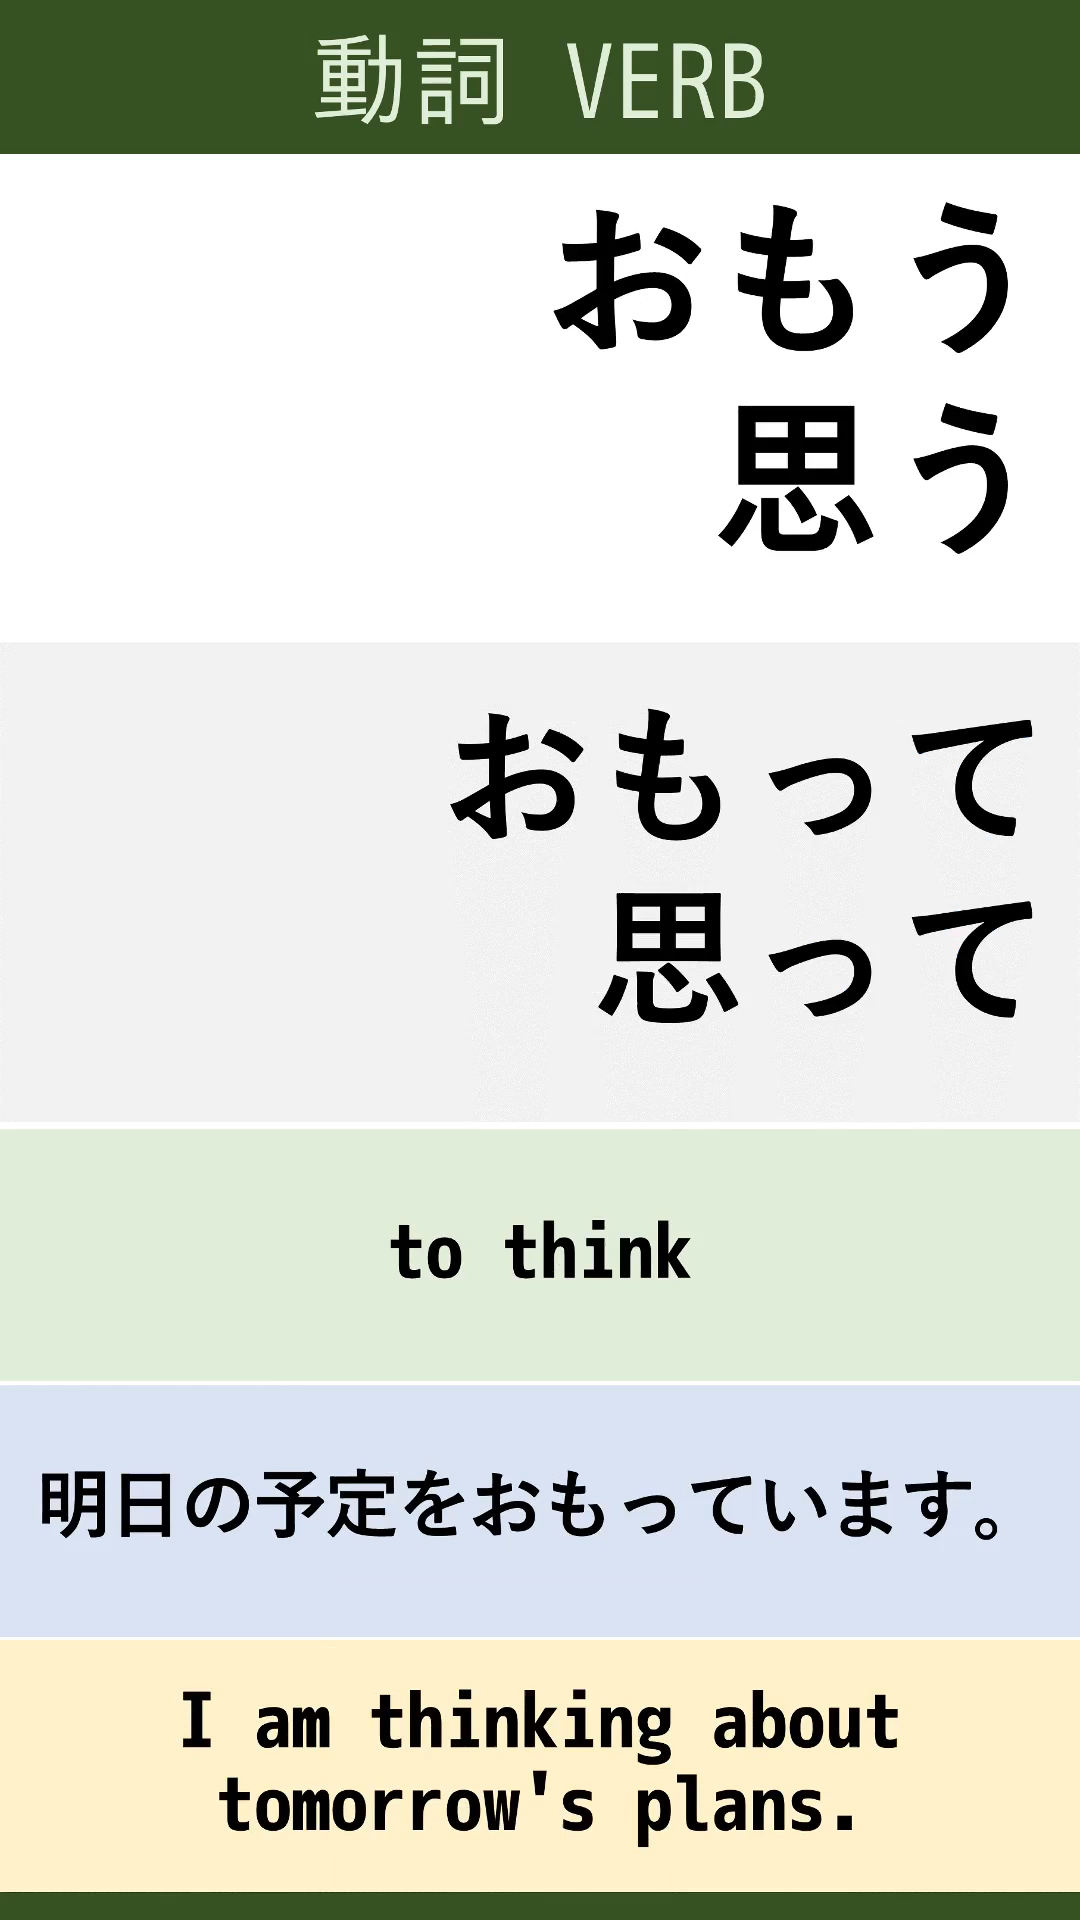 動詞 VERB
おもう
思う
おもって
思って
to think
明日の予定をおもっています。
I am thinking about
tomorrow's plans.